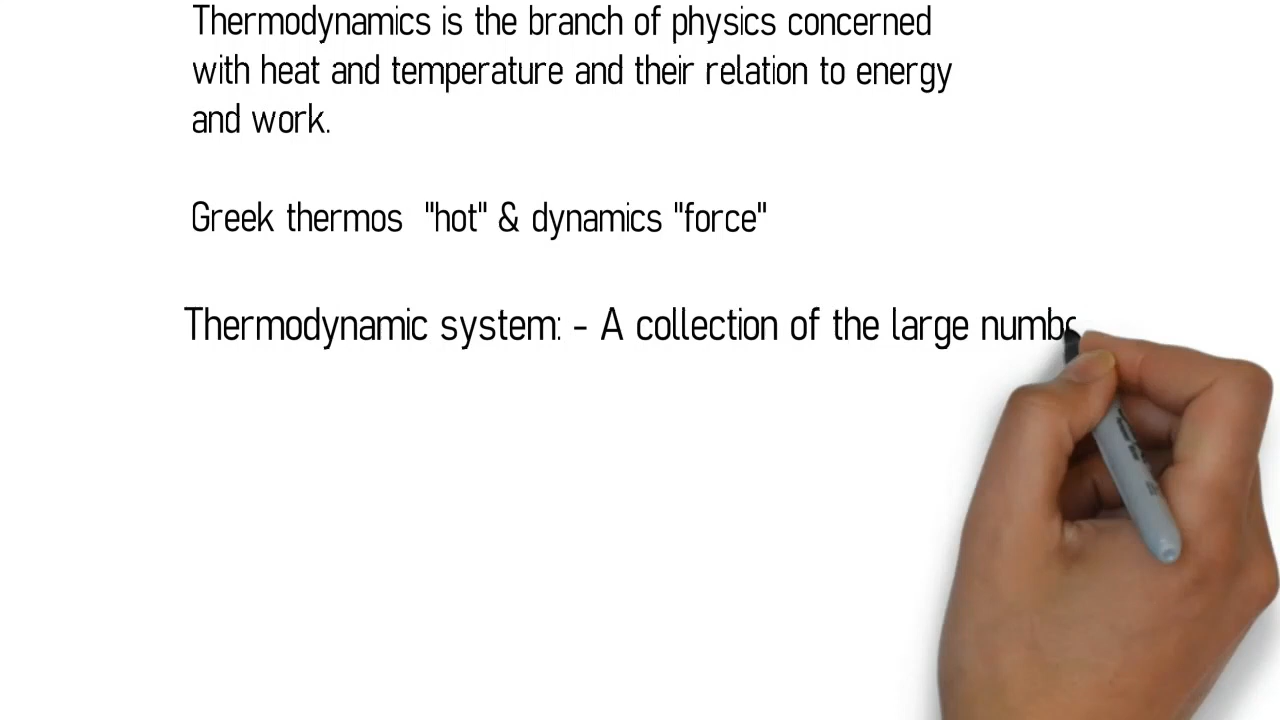 Thermodynamics is the branch of physics concerned
with heat and temperature and their relation to energy
and work.
Greek thermos "hot" & dynamics "force"
Thermodynamic system: - A collection of the large